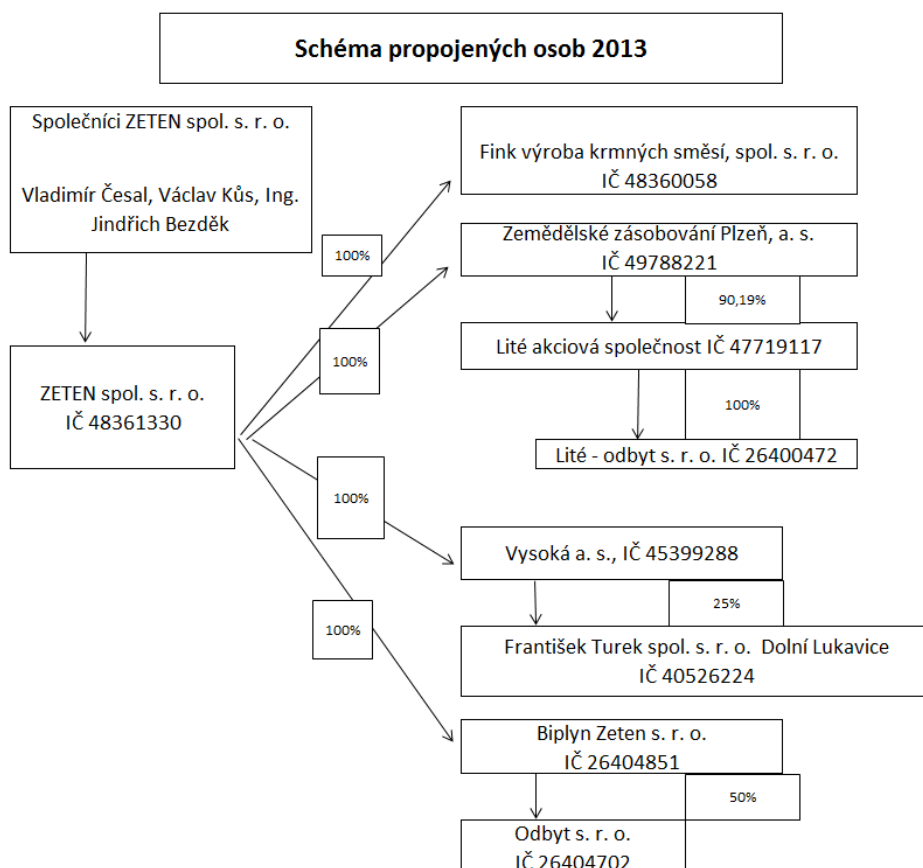 Schéma propojených osob 2013
Společníci ZETEN spol. s. r. o.
Vladimír Česal, Václav Kůs, Ing.
Jindřich Bezděk
ZETEN spol. s. r. o.
IČ 48361330
100%
100%
100%
100%
Fink výroba krmných směsí, spol. s. r. o.
IČ 48360058
Zemědělské zásobování Plzeň, a. s.
IČ 49788221
90,19%
Lité akciová společnost IČ 47719117
100%
Lité - odbyt s. r. o. IČ 26400472
Vysoká a. s., IČ 45399288
25%
František Turek spol. s. r. o.  Dolní Lukavice
IČ 40526224
Biplyn Zeten s. r. o.
IČ 26404851
50%
Odbyt s. r. o.
IČ 26404702